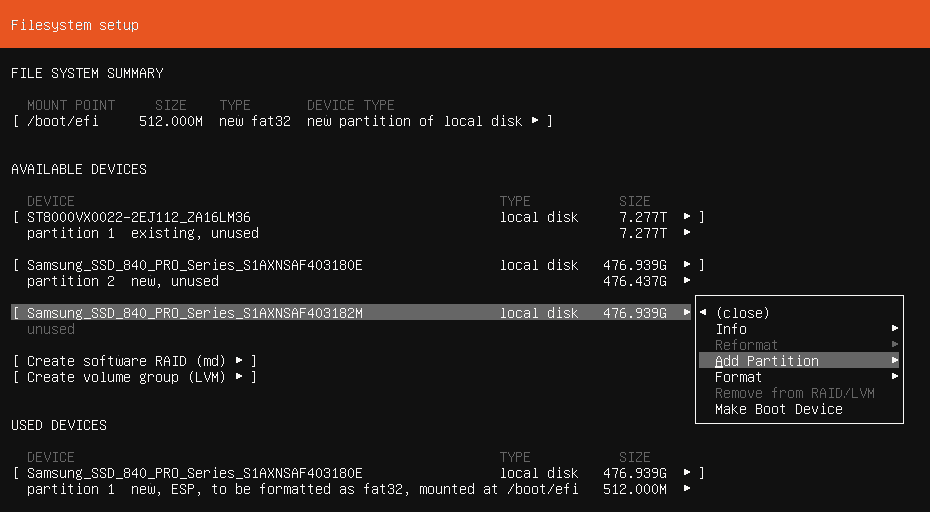 Filesystem setup
FILE SYSTEM SUMMARY
MOUNT POINT SIZE TYPE DEVICE TYPE
[ /boot/efi 512.000M new fat32 new partition of local disk ▸ ]
AVAILABLE DEVICES
DEVICE TYPE SIZE
[ ST8000VX0022-2EJ112_ZA16LM36 local disk 7.277T ▸ ]
partition 1 existing, unused 7.277T ▸
[ Samsung_SSD_840_PRO_Series_S1AXNSAF403180E local disk 476.939G ▸ ]
partition 2 new, unused 476.437G ▸
[ Samsung_SSD_840_PRO_Series_S1AXNSAF403182M local disk 476.939G ▸ ◂ (close)
unused Info ▸
Reformat ▸
[ Create software RAID (md) ▸ ] Add Partition ▸
[ Create volume group (LVM) ▸ ] Format ▸
Remove from RAID/LVM
Make Boot Device
USED DEVICES
DEVICE TYPE SIZE
[ Samsung_SSD_840_PRO_Series_S1AXNSAF403180E local disk 476.939G ▸ ]
partition 1 new, ESP, to be formatted as fat32, mounted at /boot/efi 512.000M ▸